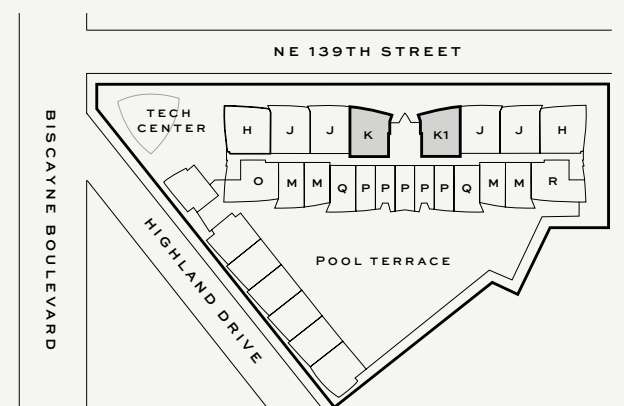 NE 139TH STREET
BISCAYNE BOULEVARD
TECH
CENTER
H J J K K1 J J H
O M M Q P P P P P Q M M R
HIGHLAND DRIVE
POOL TERRACE